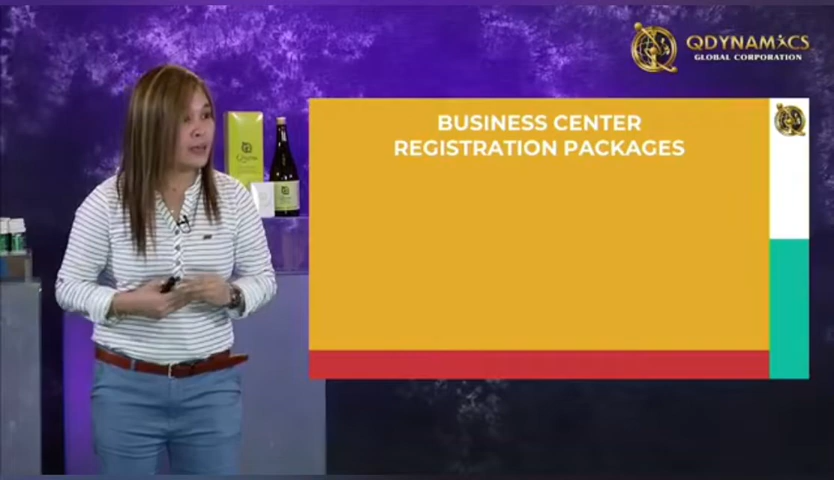 QDYNAMICS
GLOBAL CORPORATION
BUSINESS CENTER
REGISTRATION PACKAGES